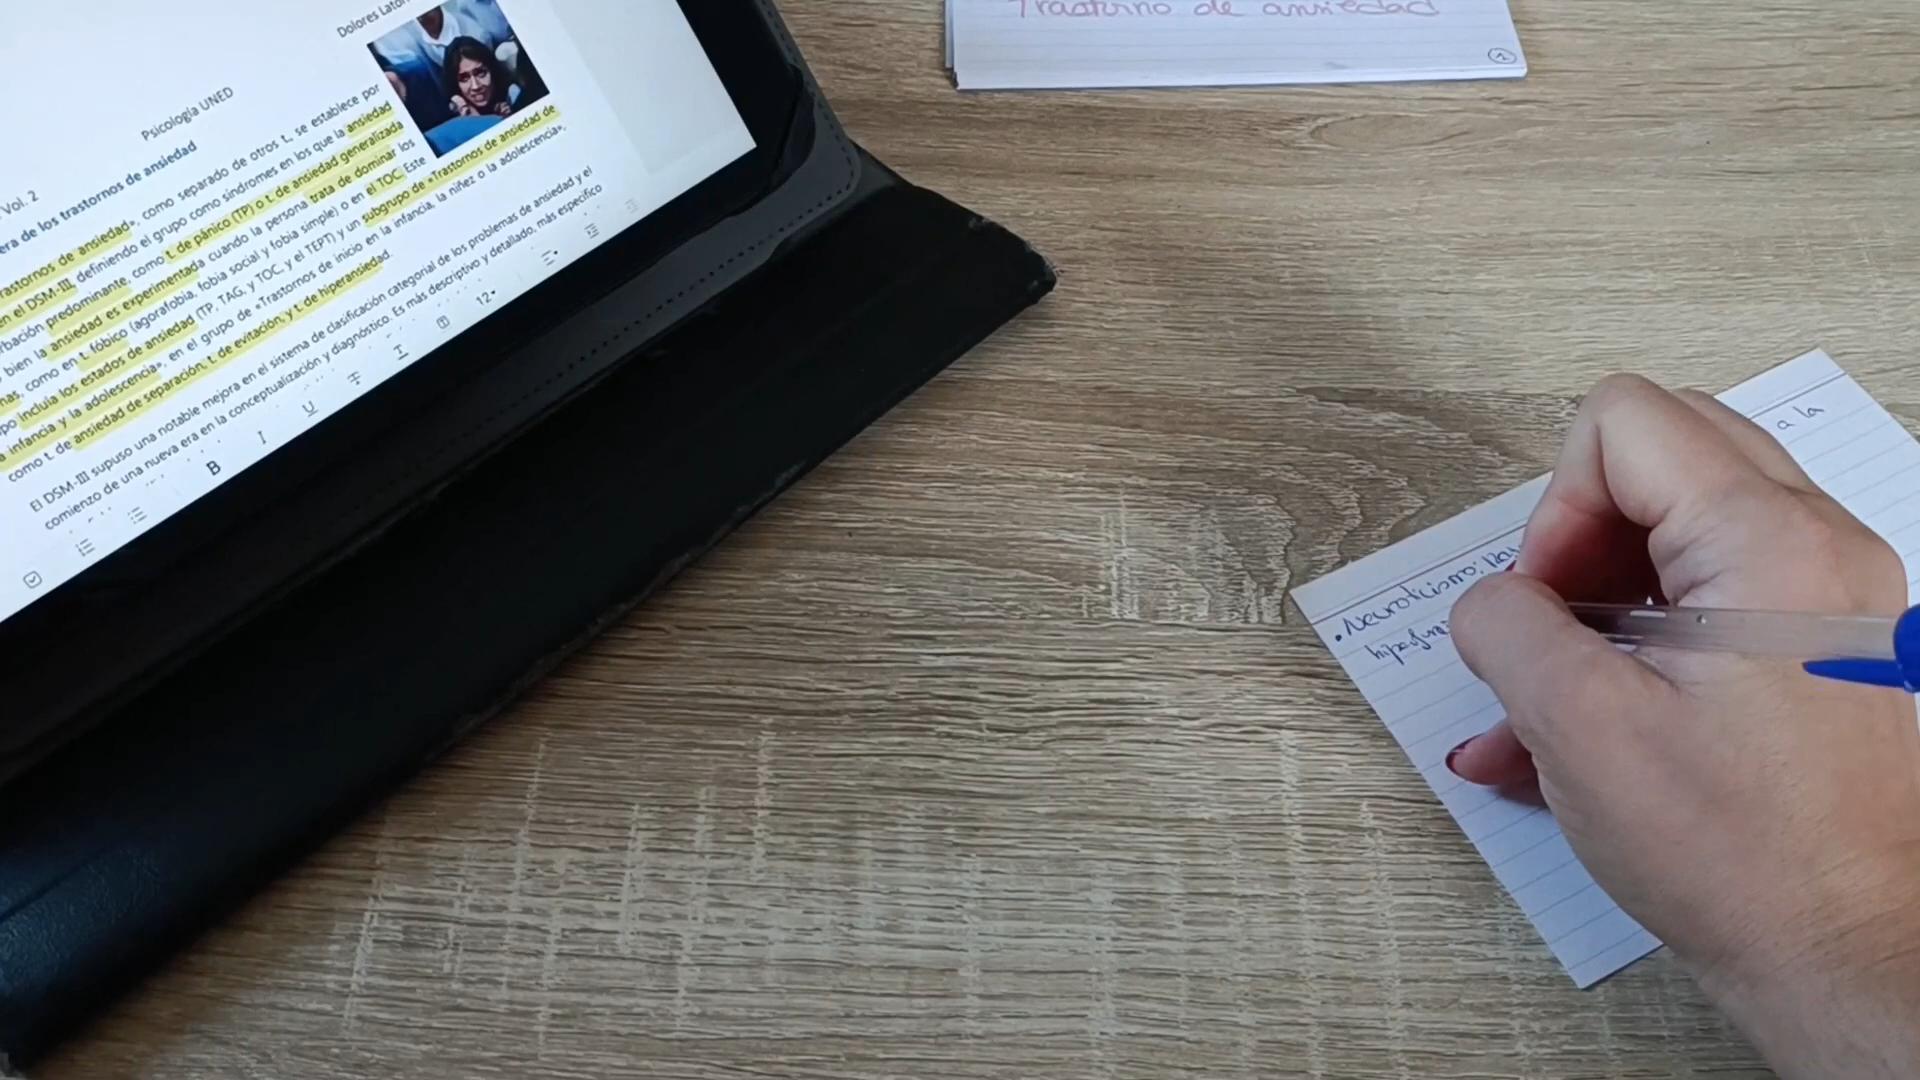 Dolores Lator
Psicología UNED
Vol. 2
era de los trastornos de ansiedad
rastornos de ansiedad», como separado de otros t., se establece por
en el DSM-III, definiendo el grupo como síndromes en los que la ansiedad
rbación predominante, como t. de pánico (TP) o t. de ansiedad generalizada
bien la ansiedad es experimentada cuando la persona trata de dominar los
mas, como en t. fóbico (agorafobia, fobia social y fobia simple) o en el TOC. Este
po incluía los estados de ansiedad (TP, TAG, y TOC, y el TEPT) y un subgrupo de «Trastornos de ansiedad de
a infancia y la adolescencia», en el grupo de «Trastornos de inicio en la infancia, la niñez o la adolescencia»,
como t. de ansiedad de separación, t. de evitación, y t. de hiperansiedad.
El DSM-III supuso una notable mejora en el sistema de clasificación categorial de los problemas de ansiedad y el
comienzo de una nueva era en la conceptualización y diagnóstico. Es más descriptivo y detallado, más específico
B I U T T 12
Trastorno de ansiedad
1
a la
• Neuroticismo: